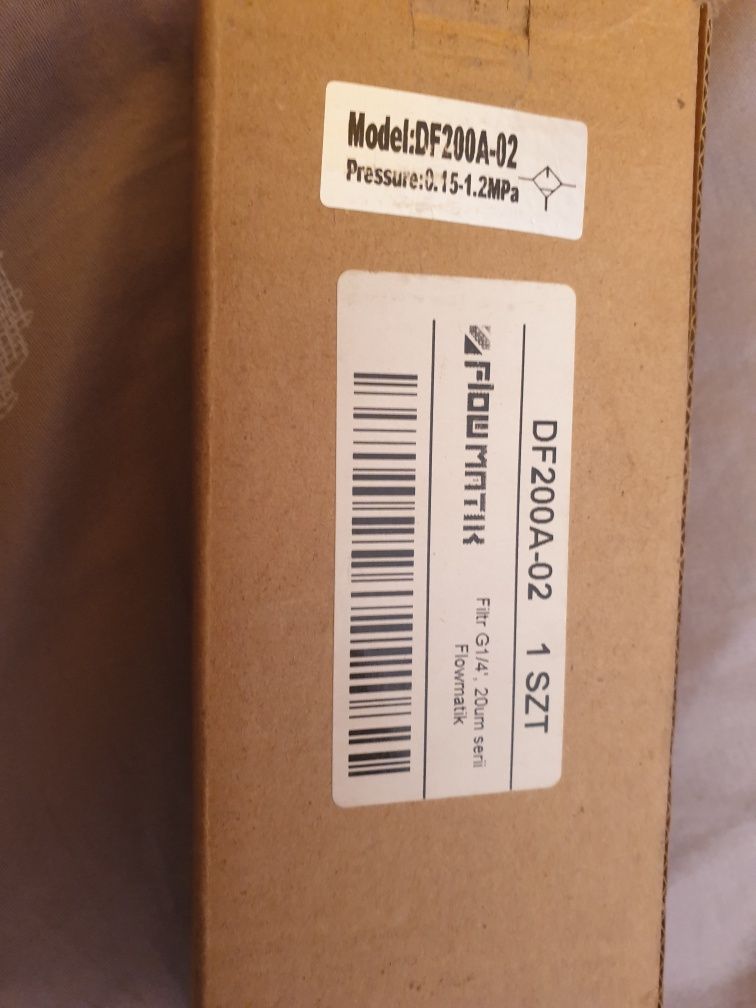 Model:DF200A-02
Pressure:0.15-1.2MPa
DF200A-02 1 SZT
FlowMATIK
Filtr G1/4', 20um serii
Flowmatik